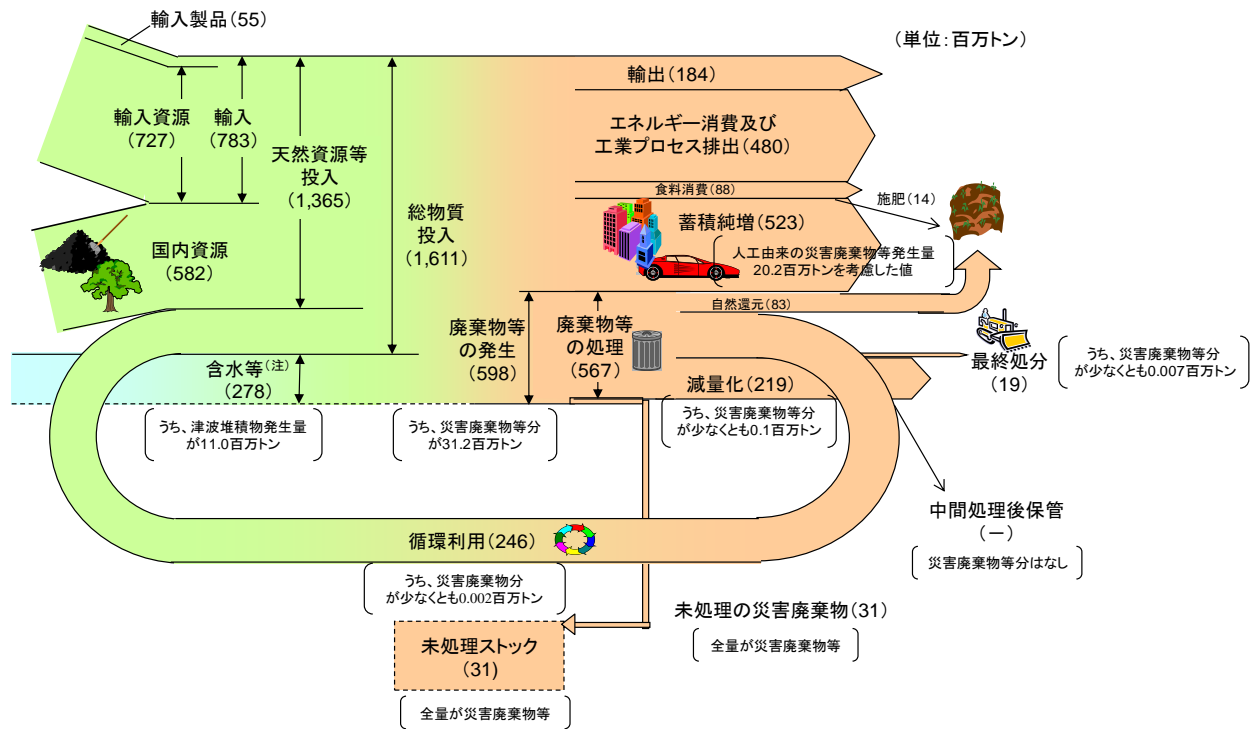 輸入製品(55)
(単位:百万トン)
輸出(184)
輸入資源
(727)
輸入
(783)
エネルギー消費及び
工業プロセス排出(480)
天然資源等
投入
(1,365)
食料消費(88)
施肥(14)
総物質
投入
(1,611)
蓄積純増(523)
人工由来の災害廃棄物等発生量
20.2百万トンを考慮した値
国内資源
(582)
自然還元(83)
廃棄物等
の発生
(598)
廃棄物等
の処理
(567)
最終処分
(19)
うち、災害廃棄物等分
が少なくとも0.007百万トン
含水等(注)
(278)
減量化(219)
うち、津波堆積物発生量
が11.0百万トン
うち、災害廃棄物等分
が31.2百万トン
うち、災害廃棄物等分
が少なくとも0.1百万トン
中間処理後保管
(-)
災害廃棄物等分はなし
循環利用(246)
うち、災害廃棄物分
が少なくとも0.002百万トン
未処理の災害廃棄物(31)
全量が災害廃棄物等
未処理ストック
(31)
全量が災害廃棄物等